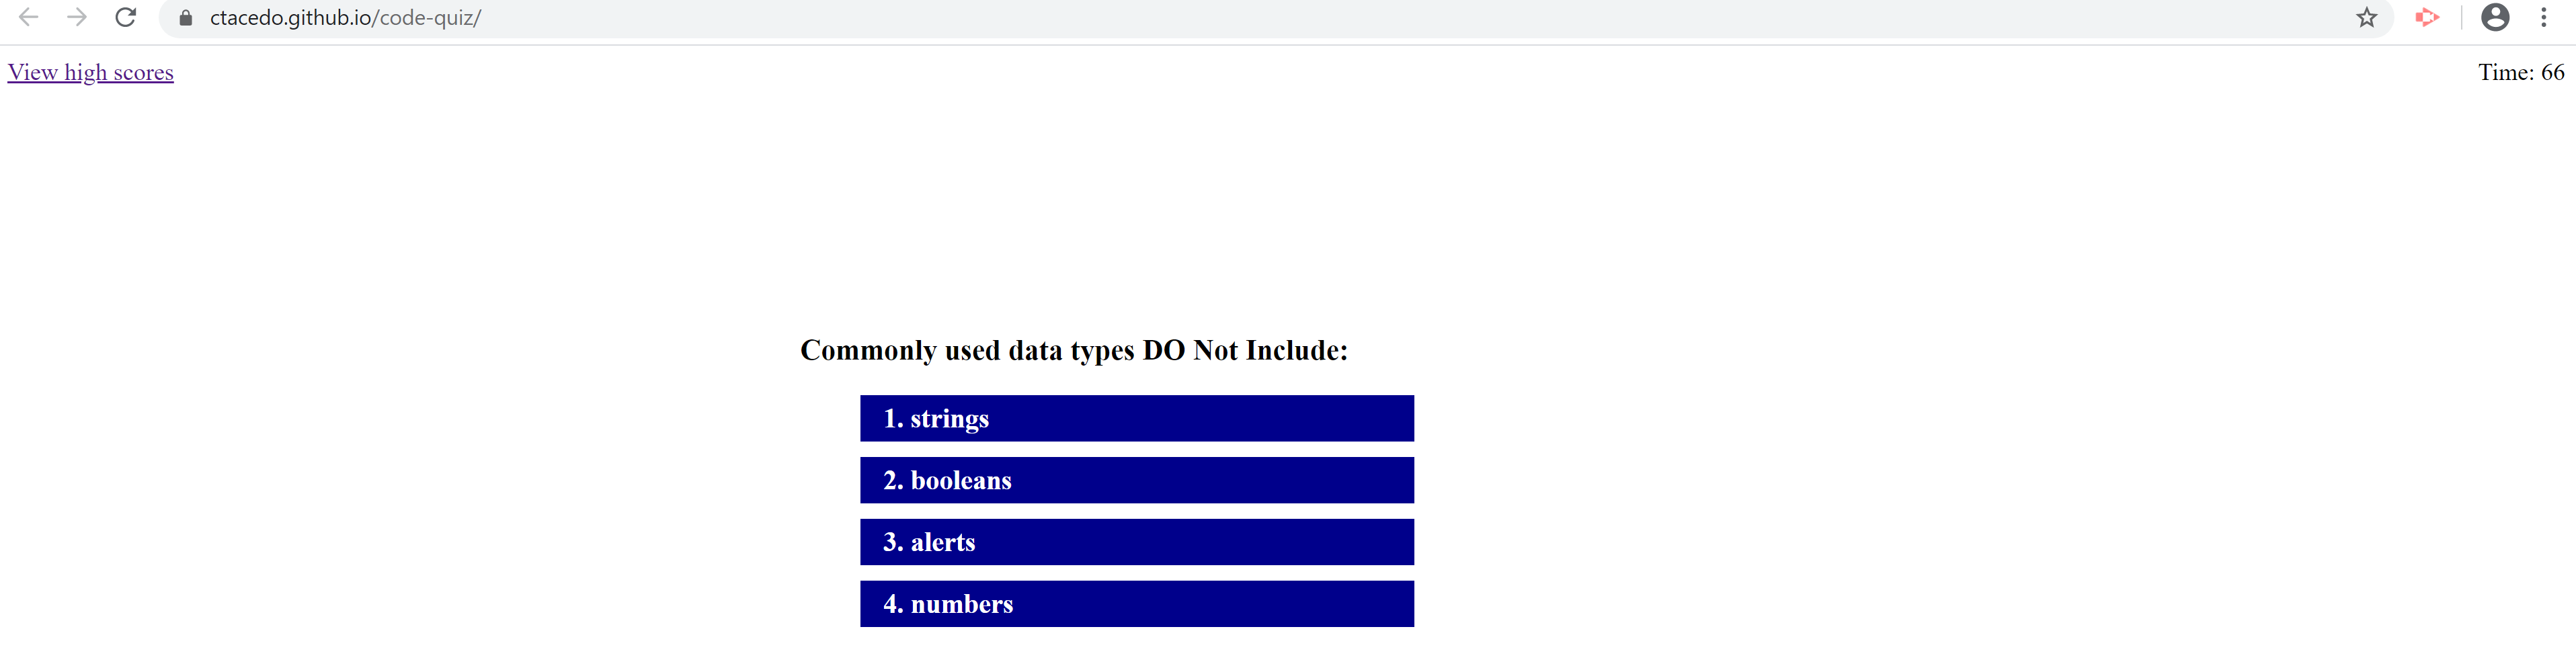 ctacedo.github.io/code-quiz/
View high scores
Time: 66
Commonly used data types DO Not Include:
1. strings
2. booleans
3. alerts
4. numbers